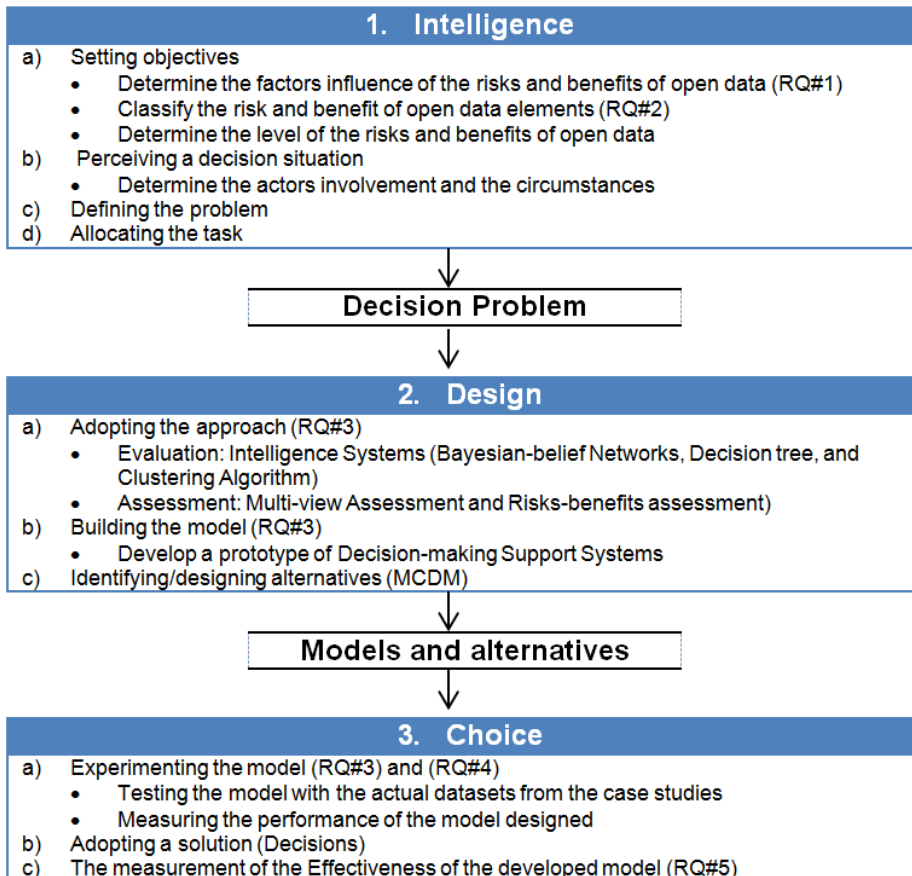 1. Intelligence
a) Setting objectives
• Determine the factors influence of the risks and benefits of open data (RQ#1)
• Classify the risk and benefit of open data elements (RQ#2)
• Determine the level of the risks and benefits of open data
b) Perceiving a decision situation
• Determine the actors involvement and the circumstances
c) Defining the problem
d) Allocating the task
Decision Problem
2. Design
a) Adopting the approach (RQ#3)
• Evaluation: Intelligence Systems (Bayesian-belief Networks, Decision tree, and
Clustering Algorithm)
• Assessment: Multi-view Assessment and Risks-benefits assessment)
b) Building the model (RQ#3)
• Develop a prototype of Decision-making Support Systems
c) Identifying/designing alternatives (MCDM)
Models and alternatives
3. Choice
a) Experimenting the model (RQ#3) and (RQ#4)
• Testing the model with the actual datasets from the case studies
• Measuring the performance of the model designed
b) Adopting a solution (Decisions)
c) The measurement of the Effectiveness of the developed model (RQ#5)